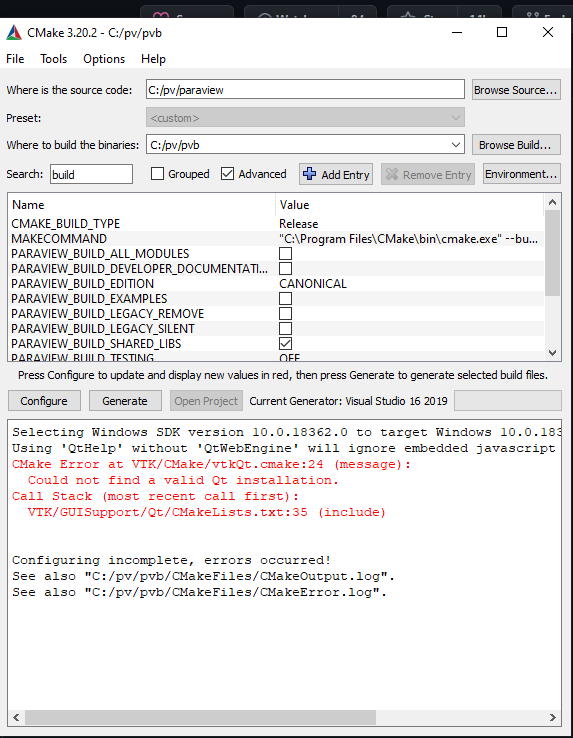 CMake 3.20.2 - C:/pv/pvb
File Tools Options Help
Where is the source code: C:/pv/paraview Browse Source...
Preset: <custom>
Where to build the binaries: C:/pv/pvb Browse Build...
Search: build Grouped Advanced Add Entry Remove Entry Environment...
Name Value
CMAKE_BUILD_TYPE Release
MAKECOMMAND "C:\Program Files\CMake\bin\cmake.exe" --bu...
PARAVIEW_BUILD_ALL_MODULES
PARAVIEW_BUILD_DEVELOPER_DOCUMENTATI...
PARAVIEW_BUILD_EDITION CANONICAL
PARAVIEW_BUILD_EXAMPLES
PARAVIEW_BUILD_LEGACY_REMOVE
PARAVIEW_BUILD_LEGACY_SILENT
PARAVIEW_BUILD_SHARED_LIBS
PARAVIEW_BUILD_TESTING OFF
Press Configure to update and display new values in red, then press Generate to generate selected build files.
Configure Generate Open Project Current Generator: Visual Studio 16 2019
Selecting Windows SDK version 10.0.18362.0 to target Windows 10.0.183
Using 'QtHelp' without 'QtWebEngine' will ignore embedded javascript
CMake Error at VTK/CMake/vtkQt.cmake:24 (message):
Could not find a valid Qt installation.
Call Stack (most recent call first):
VTK/GUISupport/Qt/CMakeLists.txt:35 (include)
Configuring incomplete, errors occurred!
See also "C:/pv/pvb/CMakeFiles/CMakeOutput.log".
See also "C:/pv/pvb/CMakeFiles/CMakeError.log".